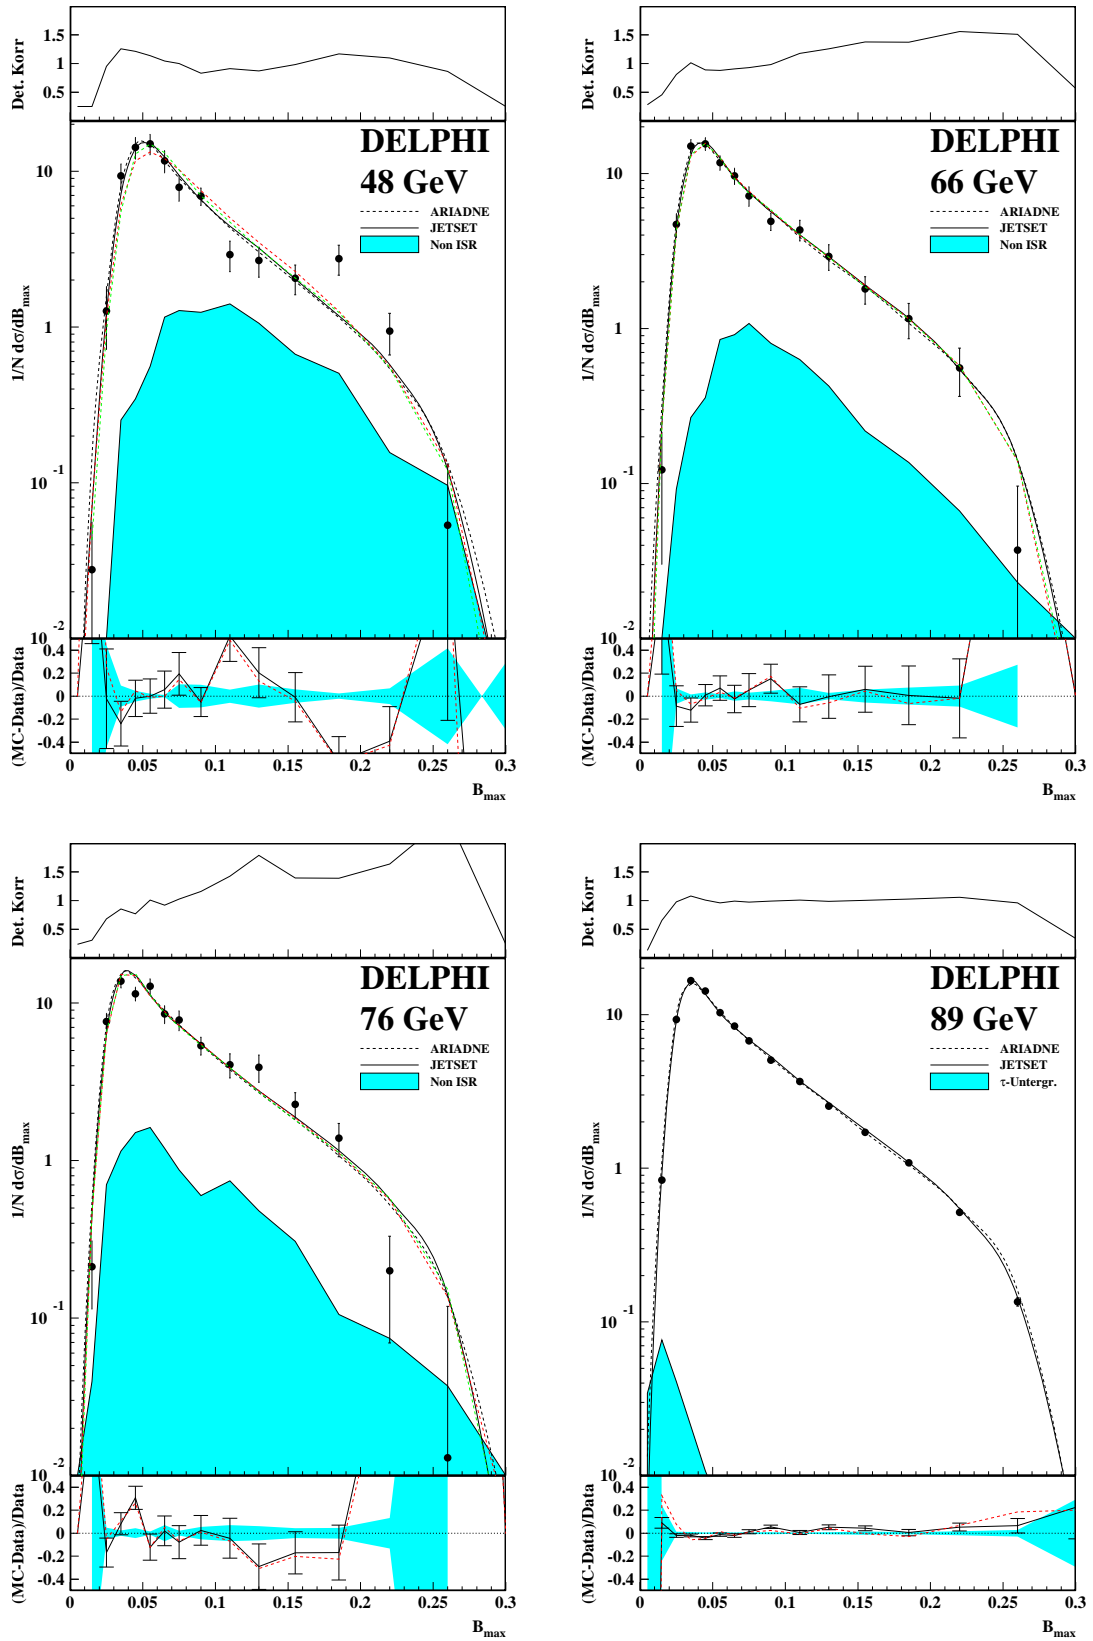 Det. Korr
1.5
1
0.5
DELPHI
48 GeV
ARIADNE
JETSET
Non ISR
1/N dσ/dB_max
10
1
10 -1
10 -2
(MC-Data)/Data
0.4
0.2
0
-0.2
-0.4
0 0.05 0.1 0.15 0.2 0.25 0.3
B_max
Det. Korr
1.5
1
0.5
DELPHI
66 GeV
ARIADNE
JETSET
Non ISR
1/N dσ/dB_max
10
1
10 -1
10 -2
(MC-Data)/Data
0.4
0.2
0
-0.2
-0.4
0 0.05 0.1 0.15 0.2 0.25 0.3
B_max
Det. Korr
1.5
1
0.5
DELPHI
76 GeV
ARIADNE
JETSET
Non ISR
1/N dσ/dB_max
10
1
10 -1
10 -2
(MC-Data)/Data
0.4
0.2
0
-0.2
-0.4
0 0.05 0.1 0.15 0.2 0.25 0.3
B_max
Det. Korr
1.5
1
0.5
DELPHI
89 GeV
ARIADNE
JETSET
τ-Untergr.
1/N dσ/dB_max
10
1
10 -1
10 -2
(MC-Data)/Data
0.4
0.2
0
-0.2
-0.4
0 0.05 0.1 0.15 0.2 0.25 0.3
B_max